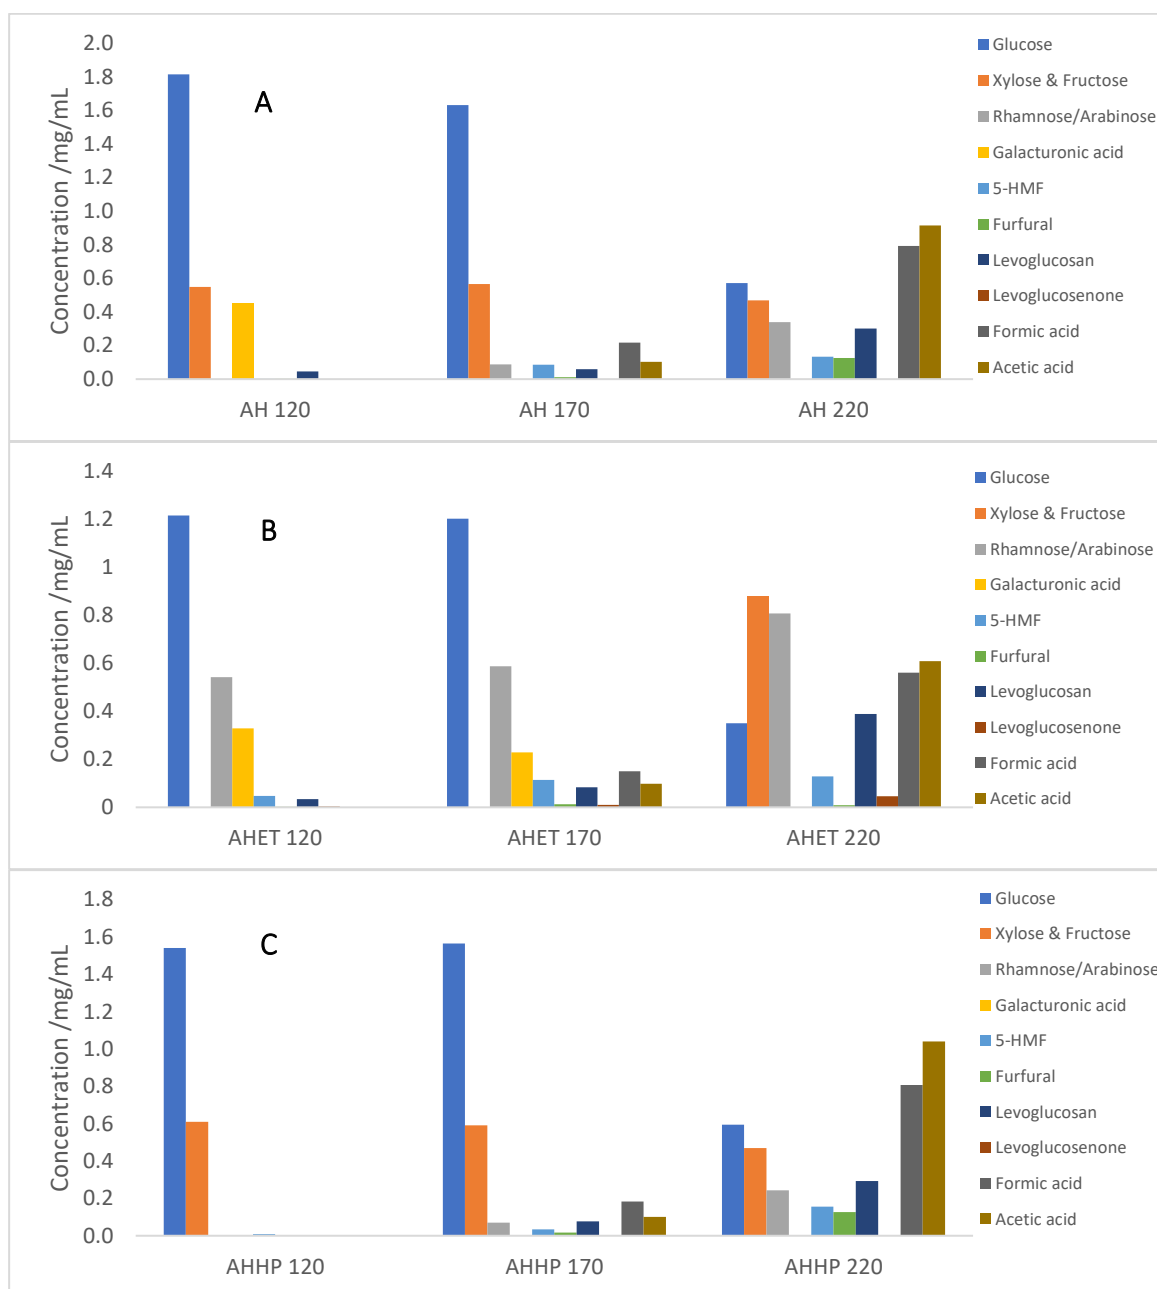 A
Concentration /mg/mL
2.0
1.8
1.6
1.4
1.2
1.0
0.8
0.6
0.4
0.2
0.0
AH 120
AH 170
AH 220
Glucose
Xylose & Fructose
Rhamnose/Arabinose
Galacturonic acid
5-HMF
Furfural
Levoglucosan
Levoglucosenone
Formic acid
Acetic acid
B
Concentration /mg/mL
1.4
1.2
1
0.8
0.6
0.4
0.2
0
AHET 120
AHET 170
AHET 220
Glucose
Xylose & Fructose
Rhamnose/Arabinose
Galacturonic acid
5-HMF
Furfural
Levoglucosan
Levoglucosenone
Formic acid
Acetic acid
C
Concentration /mg/mL
1.8
1.6
1.4
1.2
1.0
0.8
0.6
0.4
0.2
0.0
AHHP 120
AHHP 170
AHHP 220
Glucose
Xylose & Fructose
Rhamnose/Arabinose
Galacturonic acid
5-HMF
Furfural
Levoglucosan
Levoglucosenone
Formic acid
Acetic acid